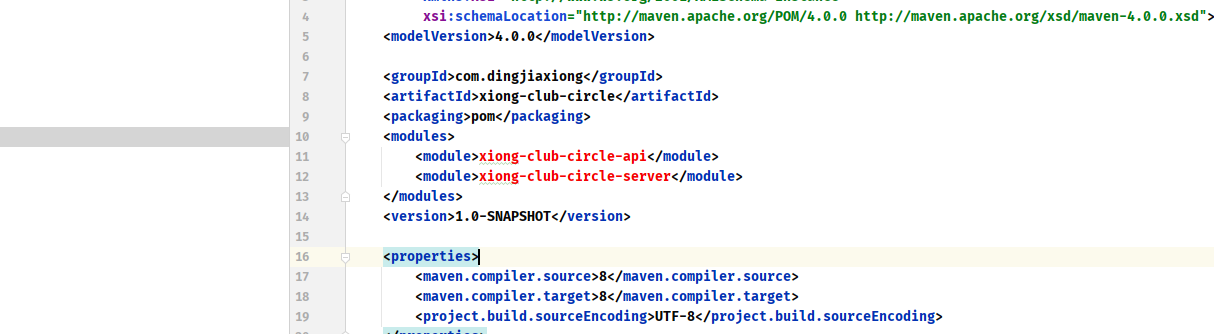 4 xsi:schemaLocation="http://maven.apache.org/POM/4.0.0 http://maven.apache.org/xsd/maven-4.0.0.xsd">
5 <modelVersion>4.0.0</modelVersion>
6
7 <groupId>com.dingjiaxiong</groupId>
8 <artifactId>xiong-club-circle</artifactId>
9 <packaging>pom</packaging>
10 <modules>
11 <module>xiong-club-circle-api</module>
12 <module>xiong-club-circle-server</module>
13 </modules>
14 <version>1.0-SNAPSHOT</version>
15
16 <properties>
17 <maven.compiler.source>8</maven.compiler.source>
18 <maven.compiler.target>8</maven.compiler.target>
19 <project.build.sourceEncoding>UTF-8</project.build.sourceEncoding>
</properties>